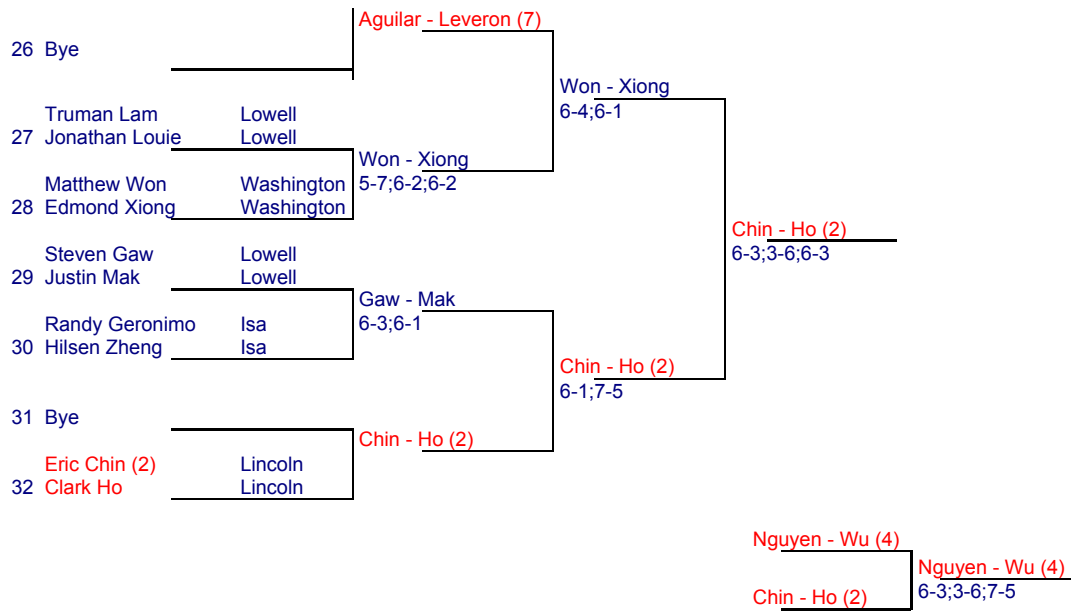 Aguilar - Leveron (7)
26 Bye
Won - Xiong
6-4;6-1
Truman Lam Lowell
27 Jonathan Louie Lowell
Won - Xiong
5-7;6-2;6-2
Matthew Won Washington
28 Edmond Xiong Washington
Chin - Ho (2)
6-3;3-6;6-3
Steven Gaw Lowell
29 Justin Mak Lowell
Gaw - Mak
6-3;6-1
Randy Geronimo Isa
30 Hilsen Zheng Isa
Chin - Ho (2)
6-1;7-5
31 Bye
Chin - Ho (2)
Eric Chin (2) Lincoln
32 Clark Ho Lincoln
Nguyen - Wu (4)
Nguyen - Wu (4)
6-3;3-6;7-5
Chin - Ho (2)